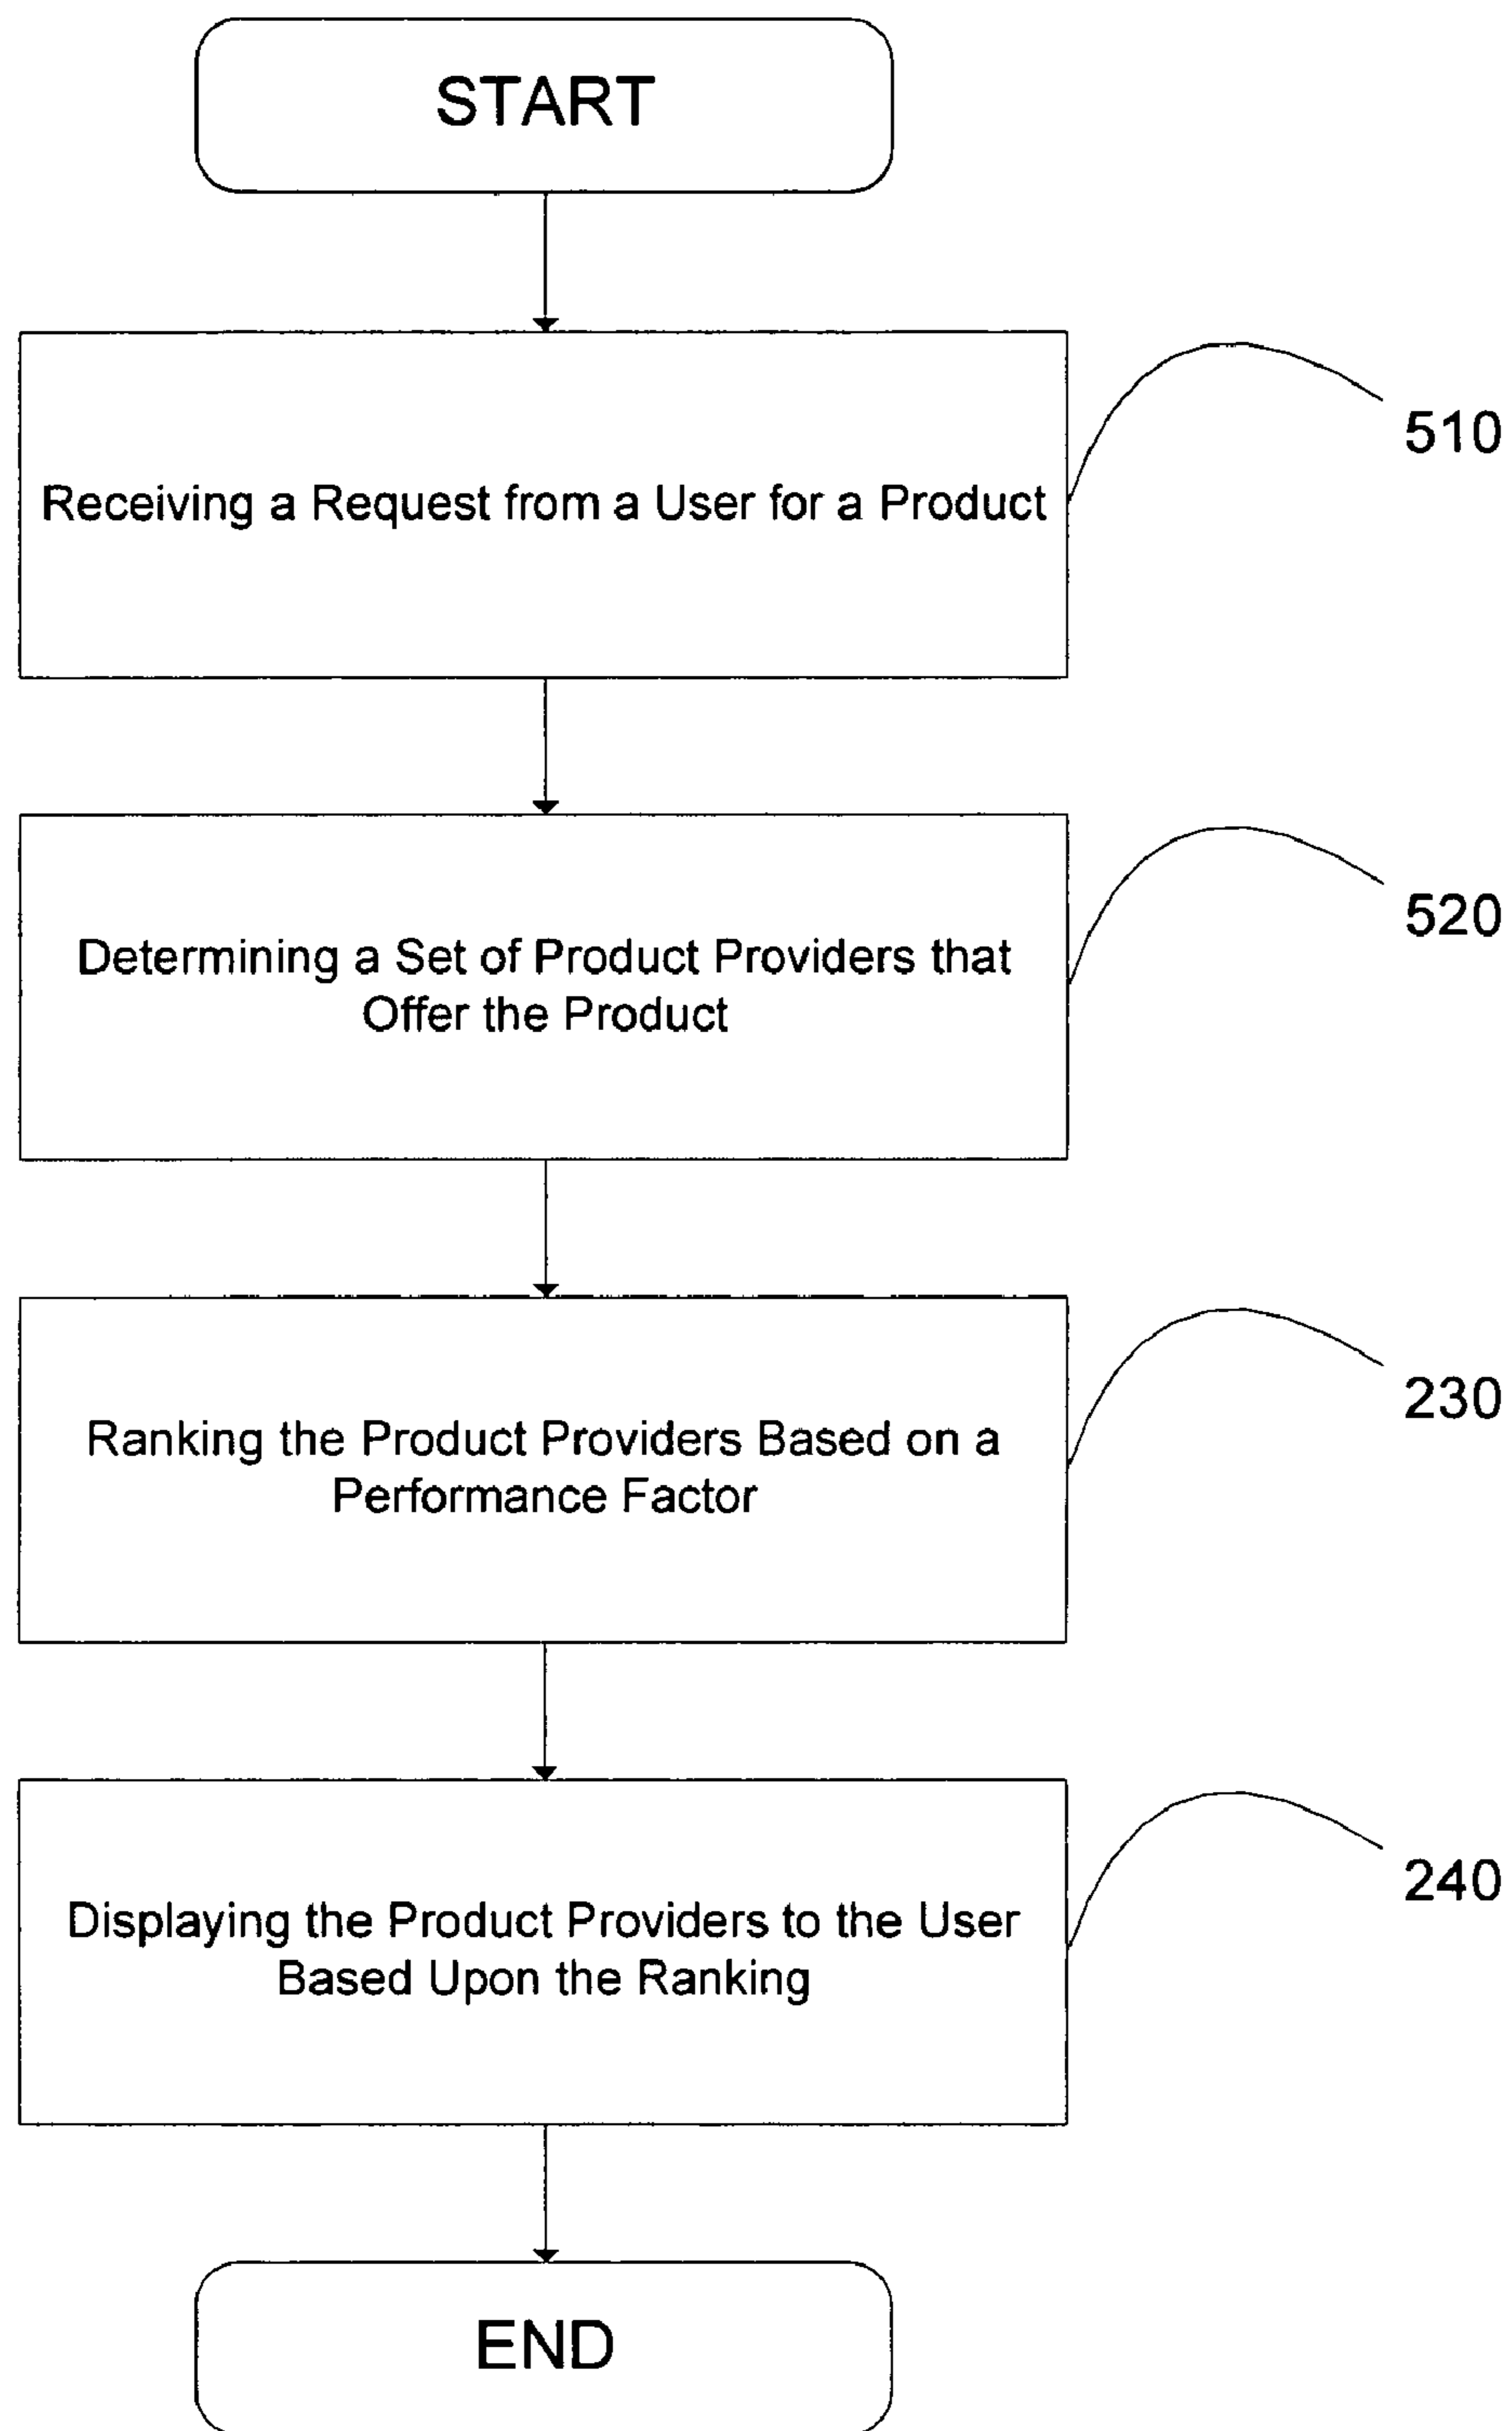 START
Receiving a Request from a User for a Product
510
Determining a Set of Product Providers that
Offer the Product
520
Ranking the Product Providers Based on a
Performance Factor
230
Displaying the Product Providers to the User
Based Upon the Ranking
240
END